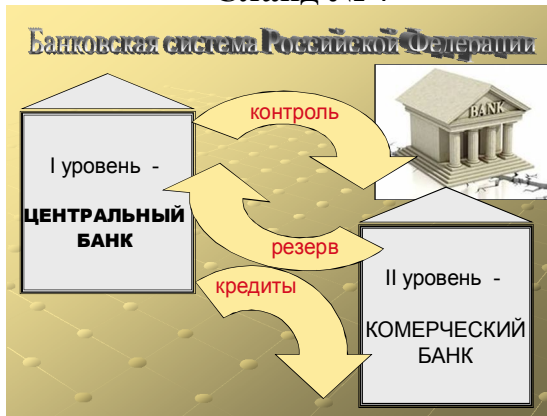 Банковская система Российской Федерации
контроль
BANK
I уровень -
ЦЕНТРАЛЬНЫЙ
БАНК
резерв
кредиты
II уровень -
КОМЕРЧЕСКИЙ
БАНК